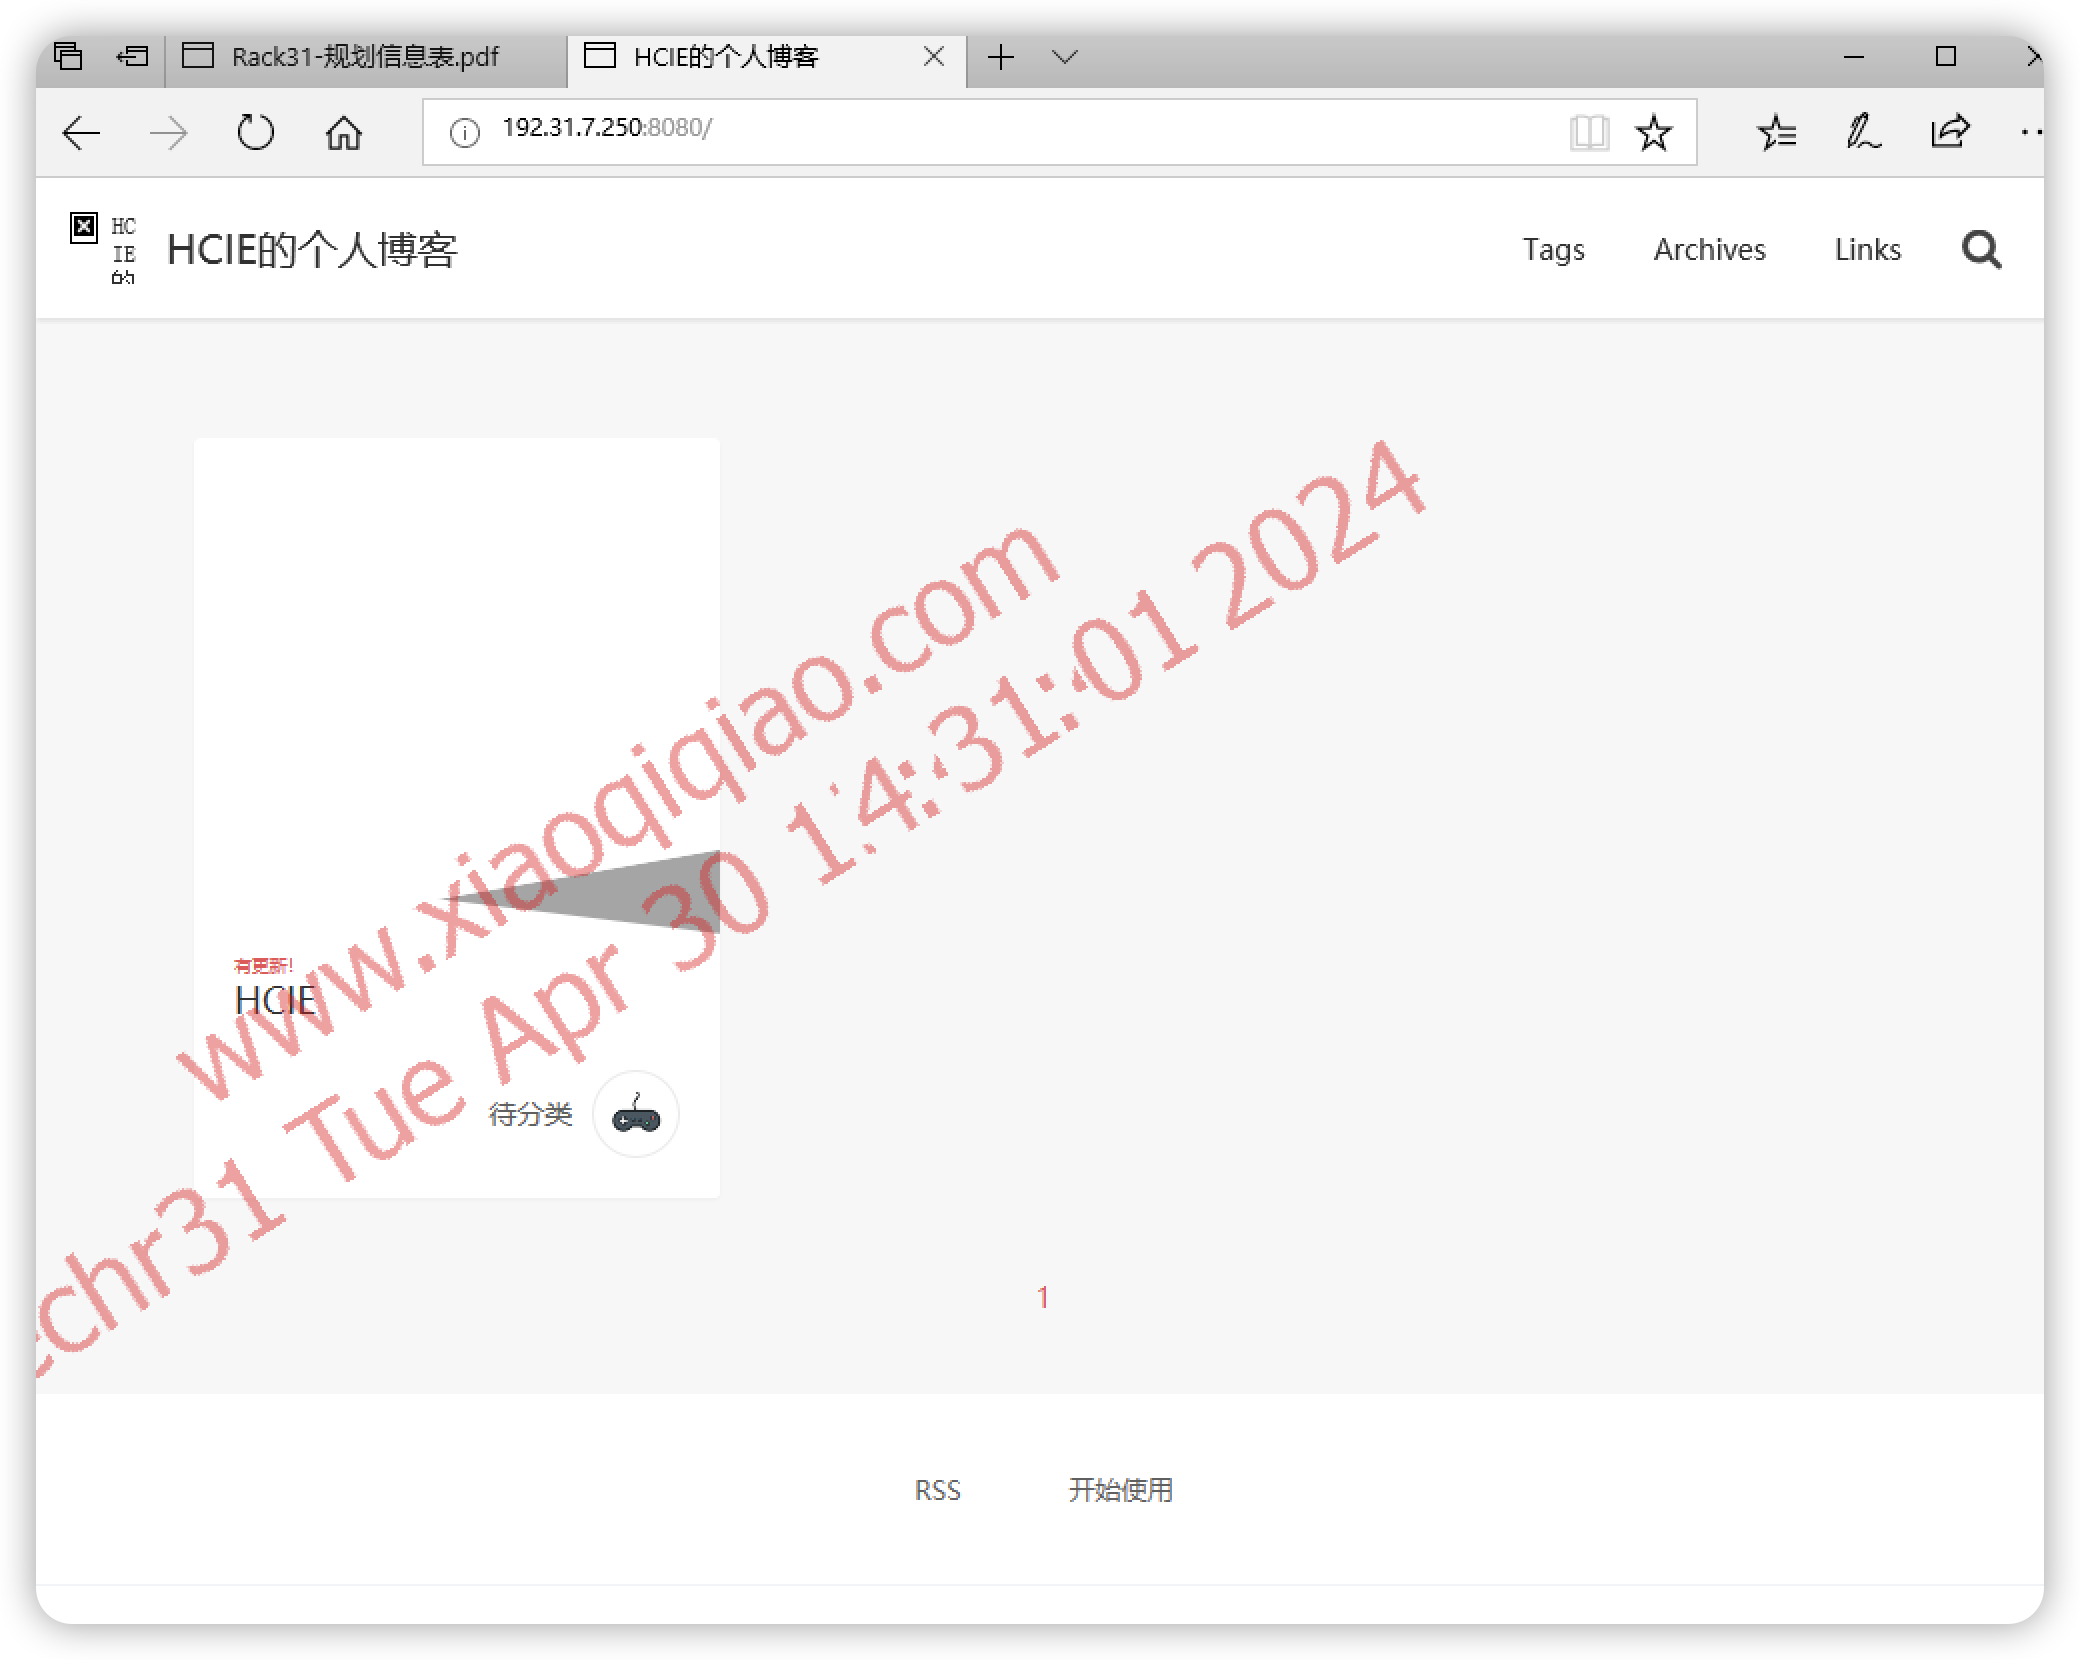 Rack31-规划信息表.pdf
HCIE的个人博客
192.31.7.250:8080/
HC
IE
的
HCIE的个人博客
Tags
Archives
Links
有更新!
HCIE
待分类
www.xiaoqiqiao.com
echr31 Tue Apr 30 14:31:01 2024
1
RSS
开始使用